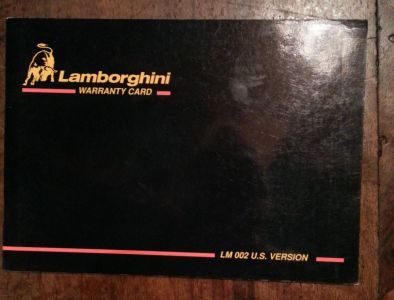 Lamborghini
WARRANTY CARD
LM 002 U.S. VERSION